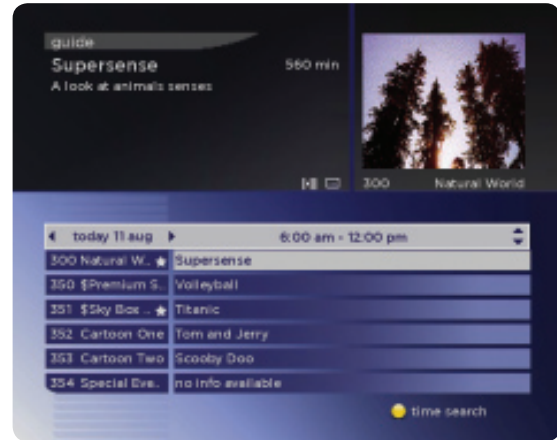 guide
Supersense 560 min
A look at animals senses
300 Natural World
today 11 aug 6:00 am - 12:00 pm
300 Natural W.. Supersense
350 $Premium S.. Volleyball
351 $Sky Box .. Titanic
352 Cartoon One Tom and Jerry
353 Cartoon Two Scooby Doo
354 Special Eve.. no info available
time search